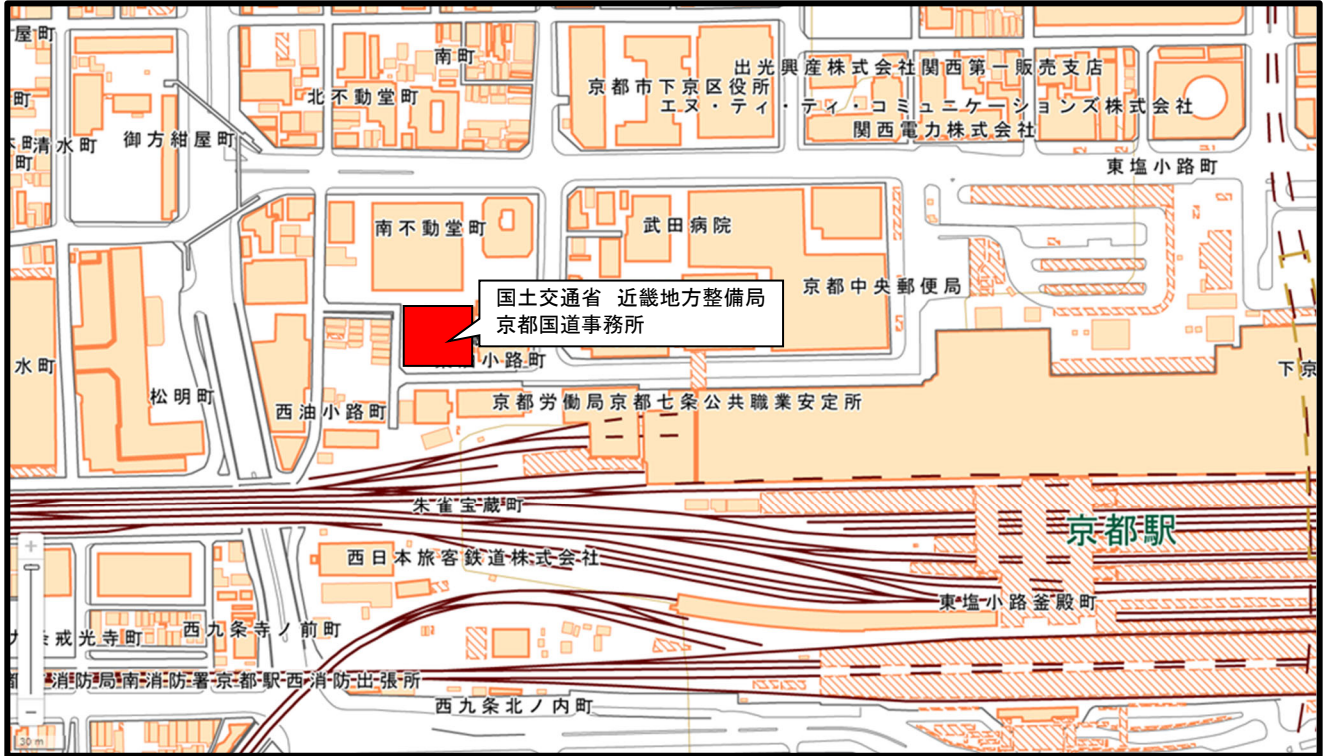 屋町
南町
出光興産株式会社関西第一販売支店
京都市下京区役所
北不動堂町
エヌ・ティ・ティ・コミュニケーションズ株式会社
町
関西電力株式会社
御方紺屋町
清水町
町
東塩小路町
南不動堂町
武田病院
京都中央郵便局
国土交通省 近畿地方整備局
京都国道事務所
小路町
水町
下京
松明町
西油小路町
京都労働局京都七条公共職業安定所
朱雀宝蔵町
京都駅
西日本旅客鉄道株式会社
東塩小路釜殿町
西九条寺ノ前町
条戒光寺町
消防局南消防署京都駅西消防出張所
西九条北ノ内町
30 m